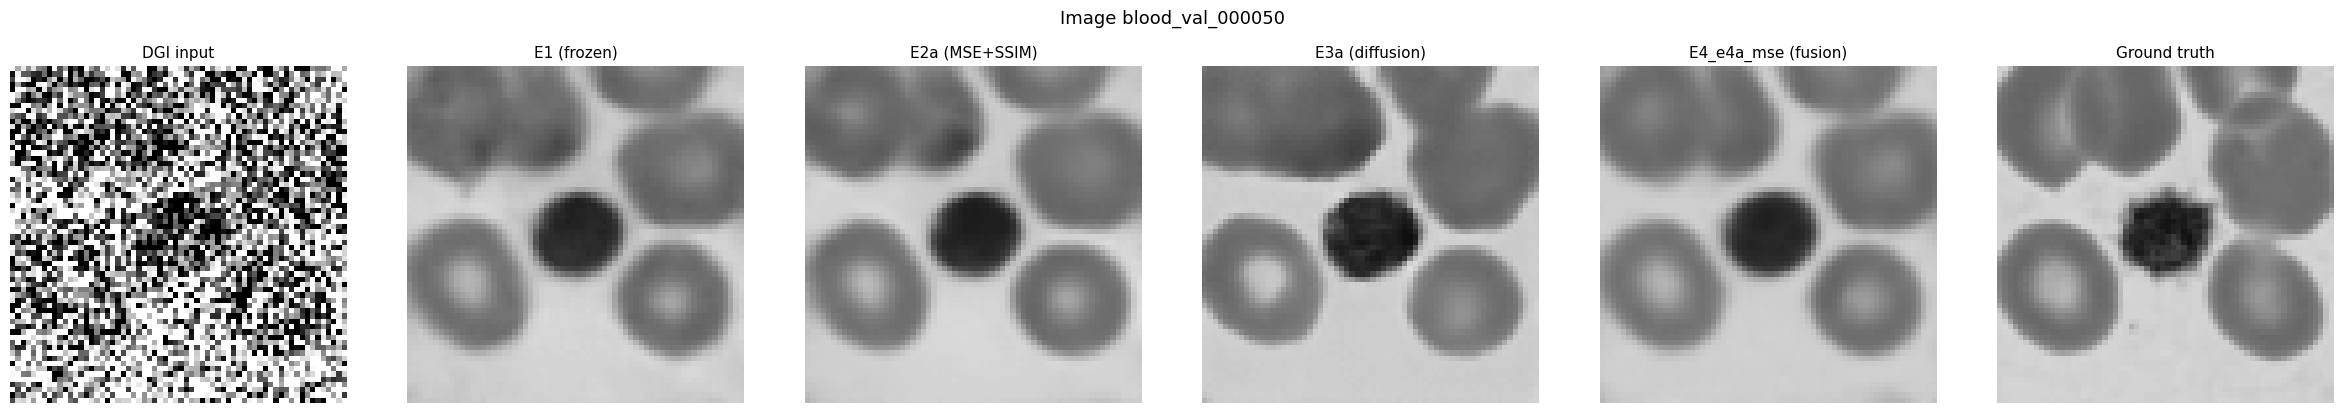 Image blood_val_000050
DGI input
E1 (frozen)
E2a (MSE+SSIM)
E3a (diffusion)
E4_e4a_mse (fusion)
Ground truth